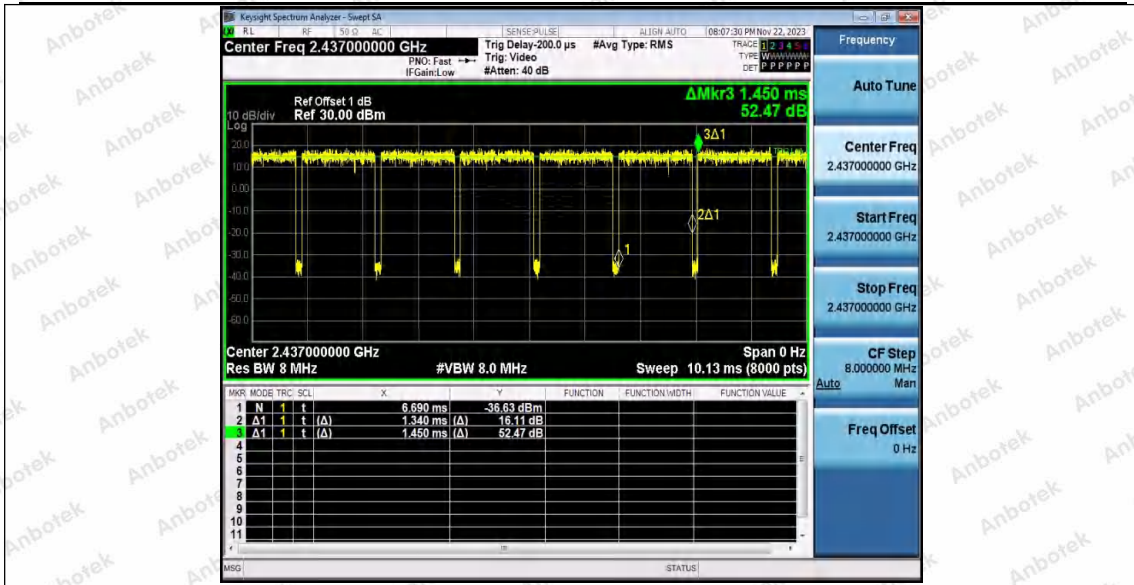 Keysight Spectrum Analyzer - Swept SA
RL RF 50 Ω AC SENSE:PULSE ALIGN AUTO 08:07:30 PM Nov 22, 2023
Center Freq 2.437000000 GHz
Trig Delay-200.0 µs #Avg Type: RMS
TRACE 1 2 3 4 5 6
PNO: Fast Trig: Video
TYPE W
IFGain:Low #Atten: 40 dB
DET P P P P P P
ΔMkr3 1.450 ms
52.47 dB
Ref Offset 1 dB
10 dB/div Ref 30.00 dBm
Log
20.0
10.0
0.00
-10.0
-20.0
-30.0
-40.0
-50.0
-60.0
3Δ1
2Δ1
1
Center 2.437000000 GHz Span 0 Hz
Res BW 8 MHz #VBW 8.0 MHz Sweep 10.13 ms (8000 pts)
MKR MODE TRC SCL X Y FUNCTION FUNCTION WIDTH FUNCTION VALUE
1 N 1 t 6.690 ms -36.63 dBm
2 Δ1 1 t (Δ) 1.340 ms (Δ) 16.11 dB
3 Δ1 1 t (Δ) 1.450 ms (Δ) 52.47 dB
4
5
6
7
8
9
10
11
MSG STATUS
Frequency
Auto Tune
Center Freq
2.437000000 GHz
Start Freq
2.437000000 GHz
Stop Freq
2.437000000 GHz
CF Step
8.000000 MHz
Auto Man
Freq Offset
0 Hz
Anbotek